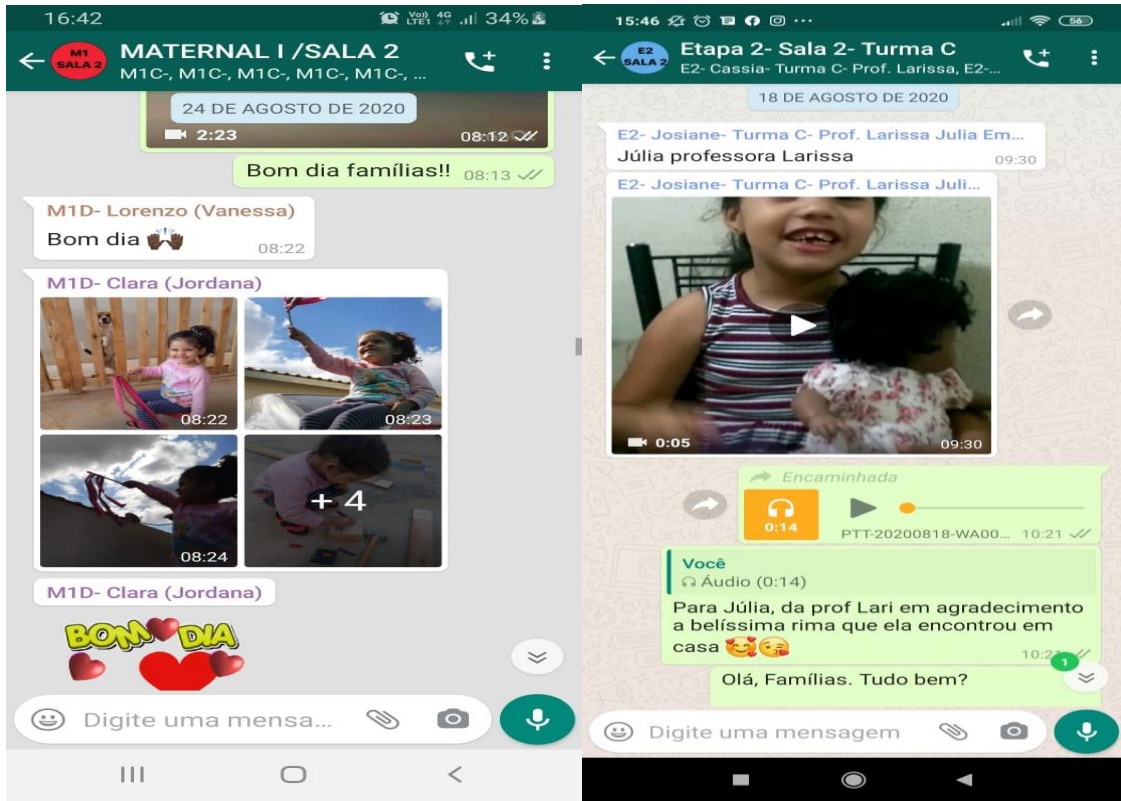 16:42
Vo)) 4G LTE1 34%
M1 SALA 2
MATERNAL I /SALA 2
M1C-, M1C-, M1C-, M1C-, M1C-, ...
24 DE AGOSTO DE 2020
2:23 08:12
Bom dia famílias!! 08:13
M1D- Lorenzo (Vanessa)
Bom dia 08:22
M1D- Clara (Jordana)
08:22 08:23
+ 4
08:24
M1D- Clara (Jordana)
BOM DIA
Digite uma mensa...
15:46 ... 56
E2 SALA 2
Etapa 2- Sala 2- Turma C
E2- Cassia- Turma C- Prof. Larissa, E2-...
18 DE AGOSTO DE 2020
E2- Josiane- Turma C- Prof. Larissa Julia Em...
Júlia professora Larissa 09:30
E2- Josiane- Turma C- Prof. Larissa Juli...
0:05 09:30
Encaminhada
0:14
PTT-20200818-WA00... 10:21
Você
Áudio (0:14)
Para Júlia, da prof Lari em agradecimento
a belíssima rima que ela encontrou em
casa
1
Olá, Famílias. Tudo bem?
Digite uma mensagem